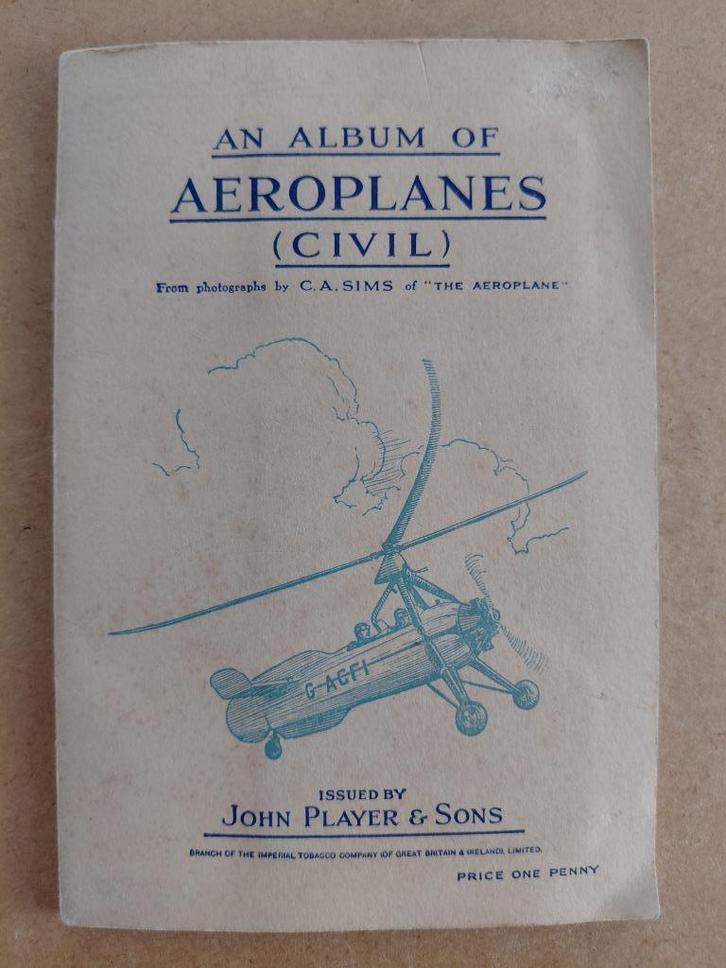 AN ALBUM OF
AEROPLANES
(CIVIL)
From photographs by C.A. SIMS of "THE AEROPLANE"
G-ACFI
ISSUED BY
JOHN PLAYER & SONS
BRANCH OF THE IMPERIAL TOBACCO COMPANY (OF GREAT BRITAIN & IRELAND), LIMITED.
PRICE ONE PENNY